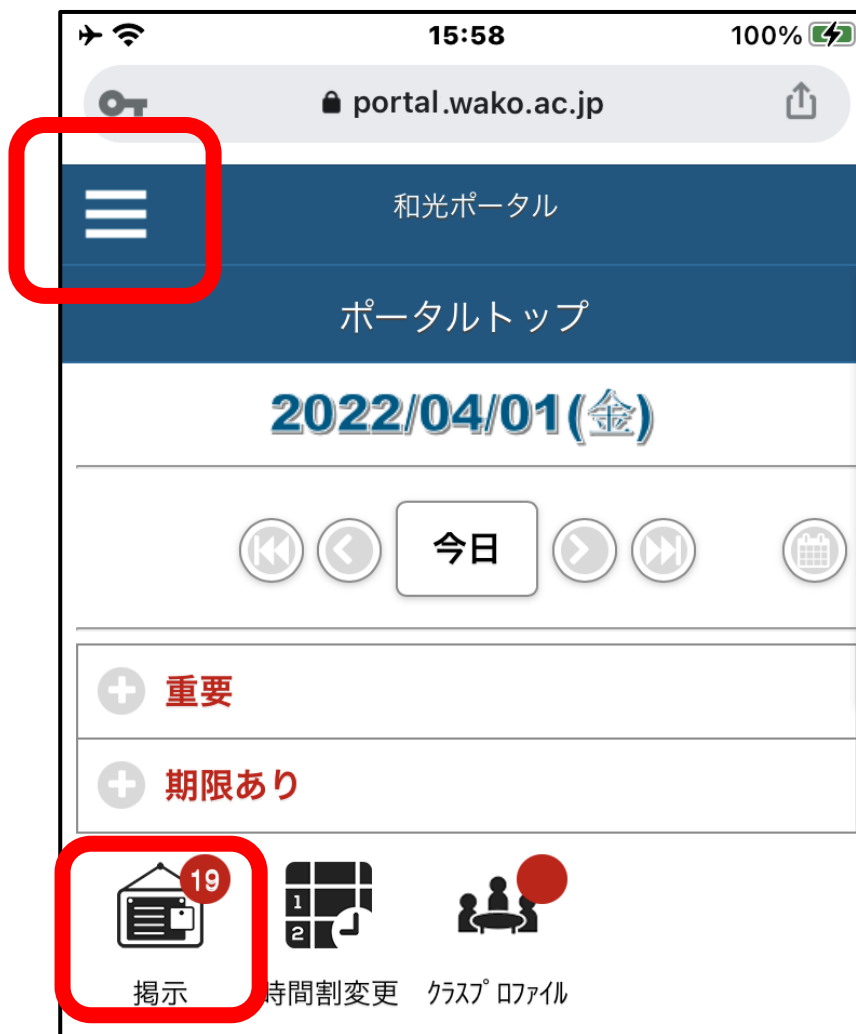 15:58
100%
portal.wako.ac.jp
和光ポータル
ポータルトップ
2022/04/01(金)
今日
重要
期限あり
19
1
2
掲示
時間割変更
ｸﾗｽﾌﾟﾛﾌｧｲﾙ